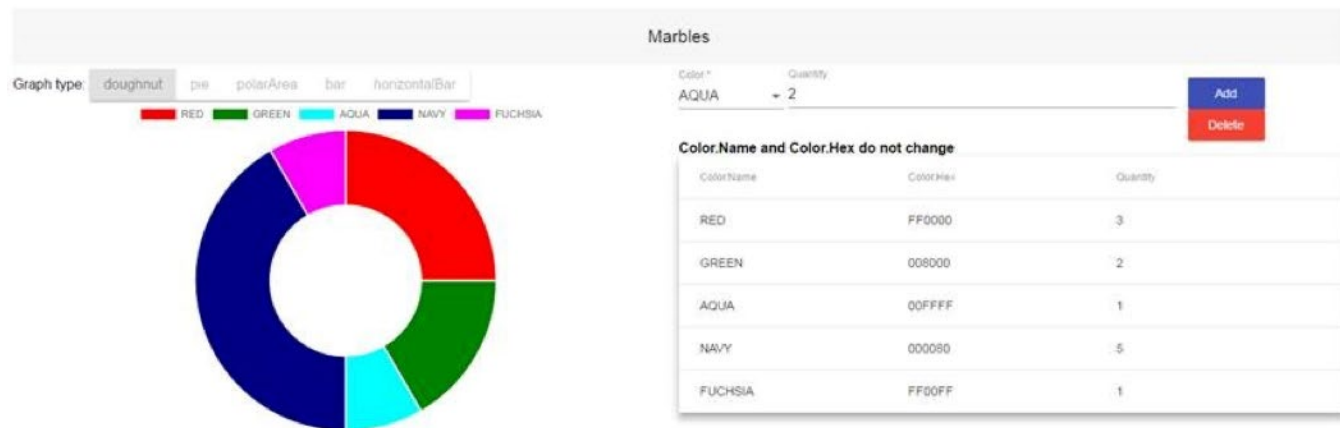 Marbles
Graph type: doughnut pie polarArea bar horizontalBar
RED GREEN AQUA NAVY FUCHSIA
Color * Quantity
AQUA 2
Add
Delete
Color.Name and Color.Hex do not change
Color.Name Color.Hex Quantity
RED FF0000 3
GREEN 008000 2
AQUA 00FFFF 1
NAVY 000080 5
FUCHSIA FF00FF 1